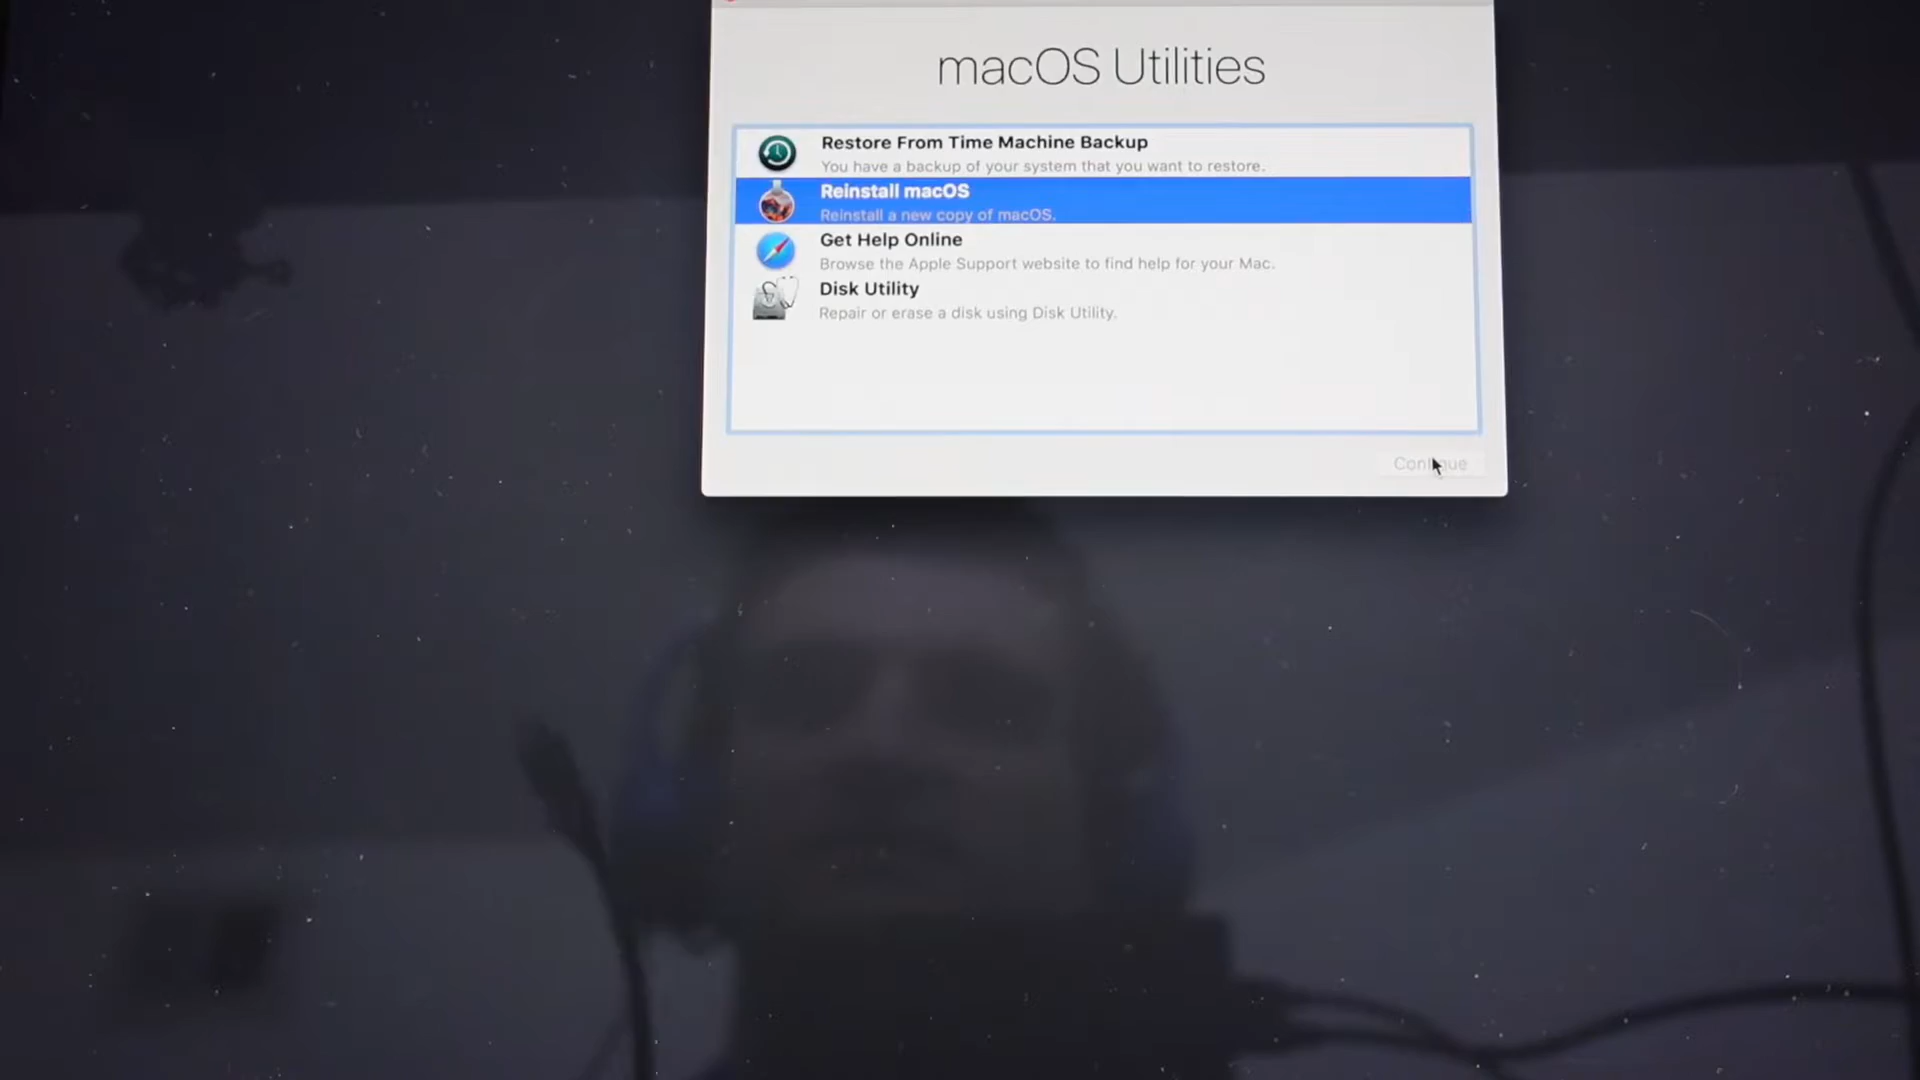 macOS Utilities
Restore From Time Machine Backup
You have a backup of your system that you want to restore.
Reinstall macOS
Reinstall a new copy of macOS.
Get Help Online
Browse the Apple Support website to find help for your Mac.
Disk Utility
Repair or erase a disk using Disk Utility.
Continue